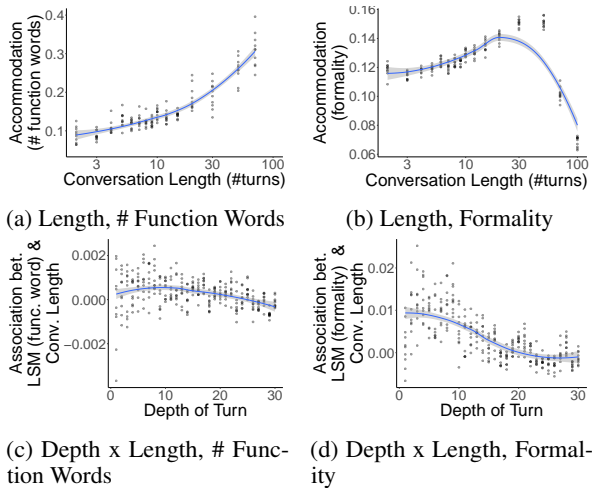 Accommodation
(# function words)
0.4
0.3
0.2
0.1
3 10 30 100
Conversation Length (#turns)
Accommodation
(formality)
0.16
0.14
0.12
0.10
0.08
0.06
3 10 30 100
Conversation Length (#turns)
(a) Length, # Function Words
(b) Length, Formality
Association bet.
LSM (func. word) &
Conv. Length
0.002
0.000
−0.002
0 10 20 30
Depth of Turn
Association bet.
LSM (formality) &
Conv. Length
0.02
0.01
0.00
0 10 20 30
Depth of Turn
(c) Depth x Length, # Func-
tion Words
(d) Depth x Length, Formal-
ity